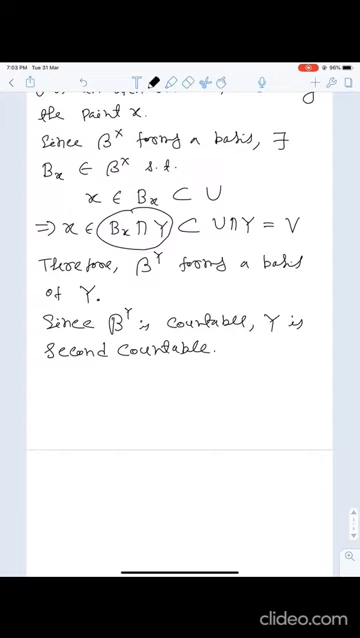 7:03 PM Tue 31 Mar
96%
the point x.
Since β^X forms a basis, ∃
B_x ∈ β^X s.t.
x ∈ B_x ⊂ U
⇒ x ∈ B_x ∩ Y ⊂ U∩Y = V
Therefore, β^Y forms a basis
of Y.
Since β^Y is countable, Y is
second countable.
clideo.com